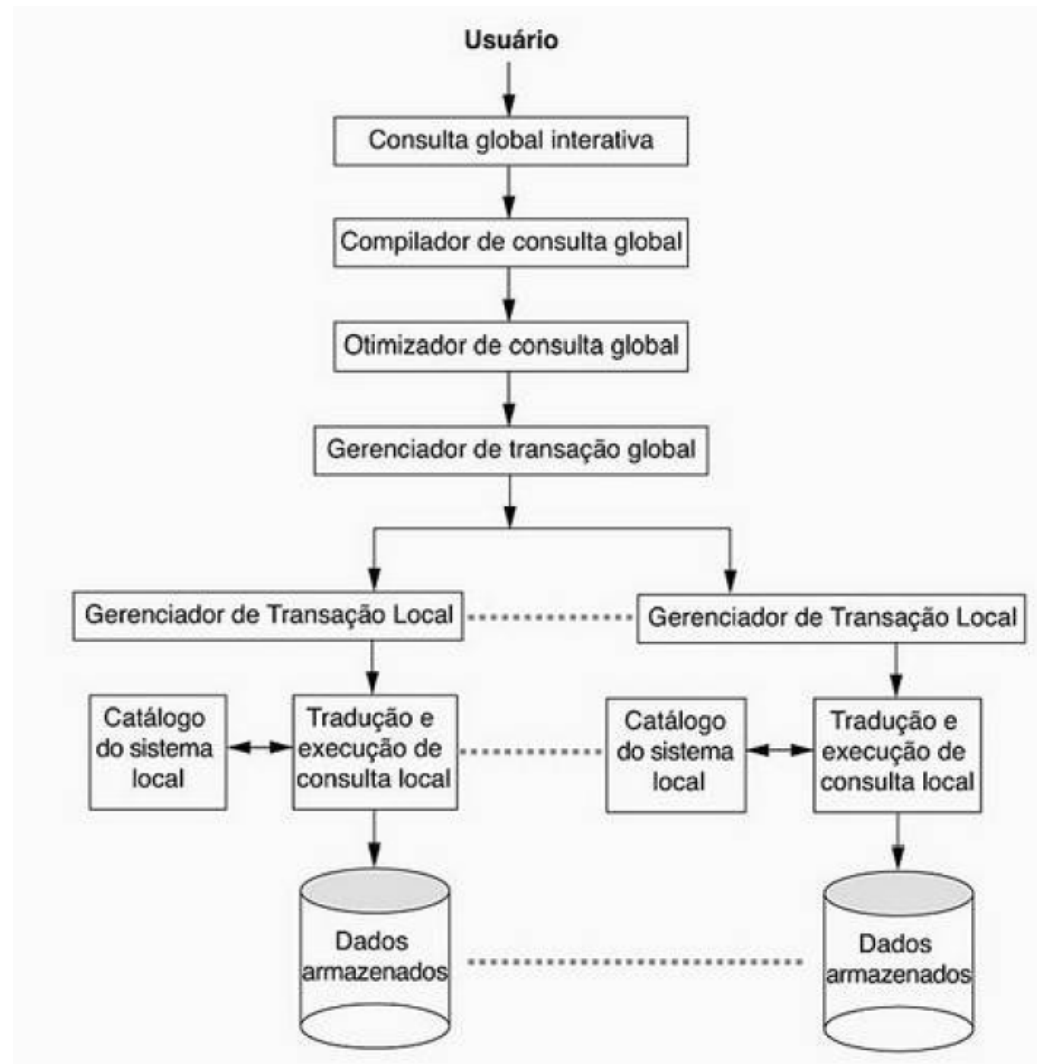 Usuário
Consulta global interativa
Compilador de consulta global
Otimizador de consulta global
Gerenciador de transação global
Gerenciador de Transação Local
Gerenciador de Transação Local
Catálogo
do sistema
local
Tradução e
execução de
consulta local
Catálogo
do sistema
local
Tradução e
execução de
consulta local
Dados
armazenados
Dados
armazenados